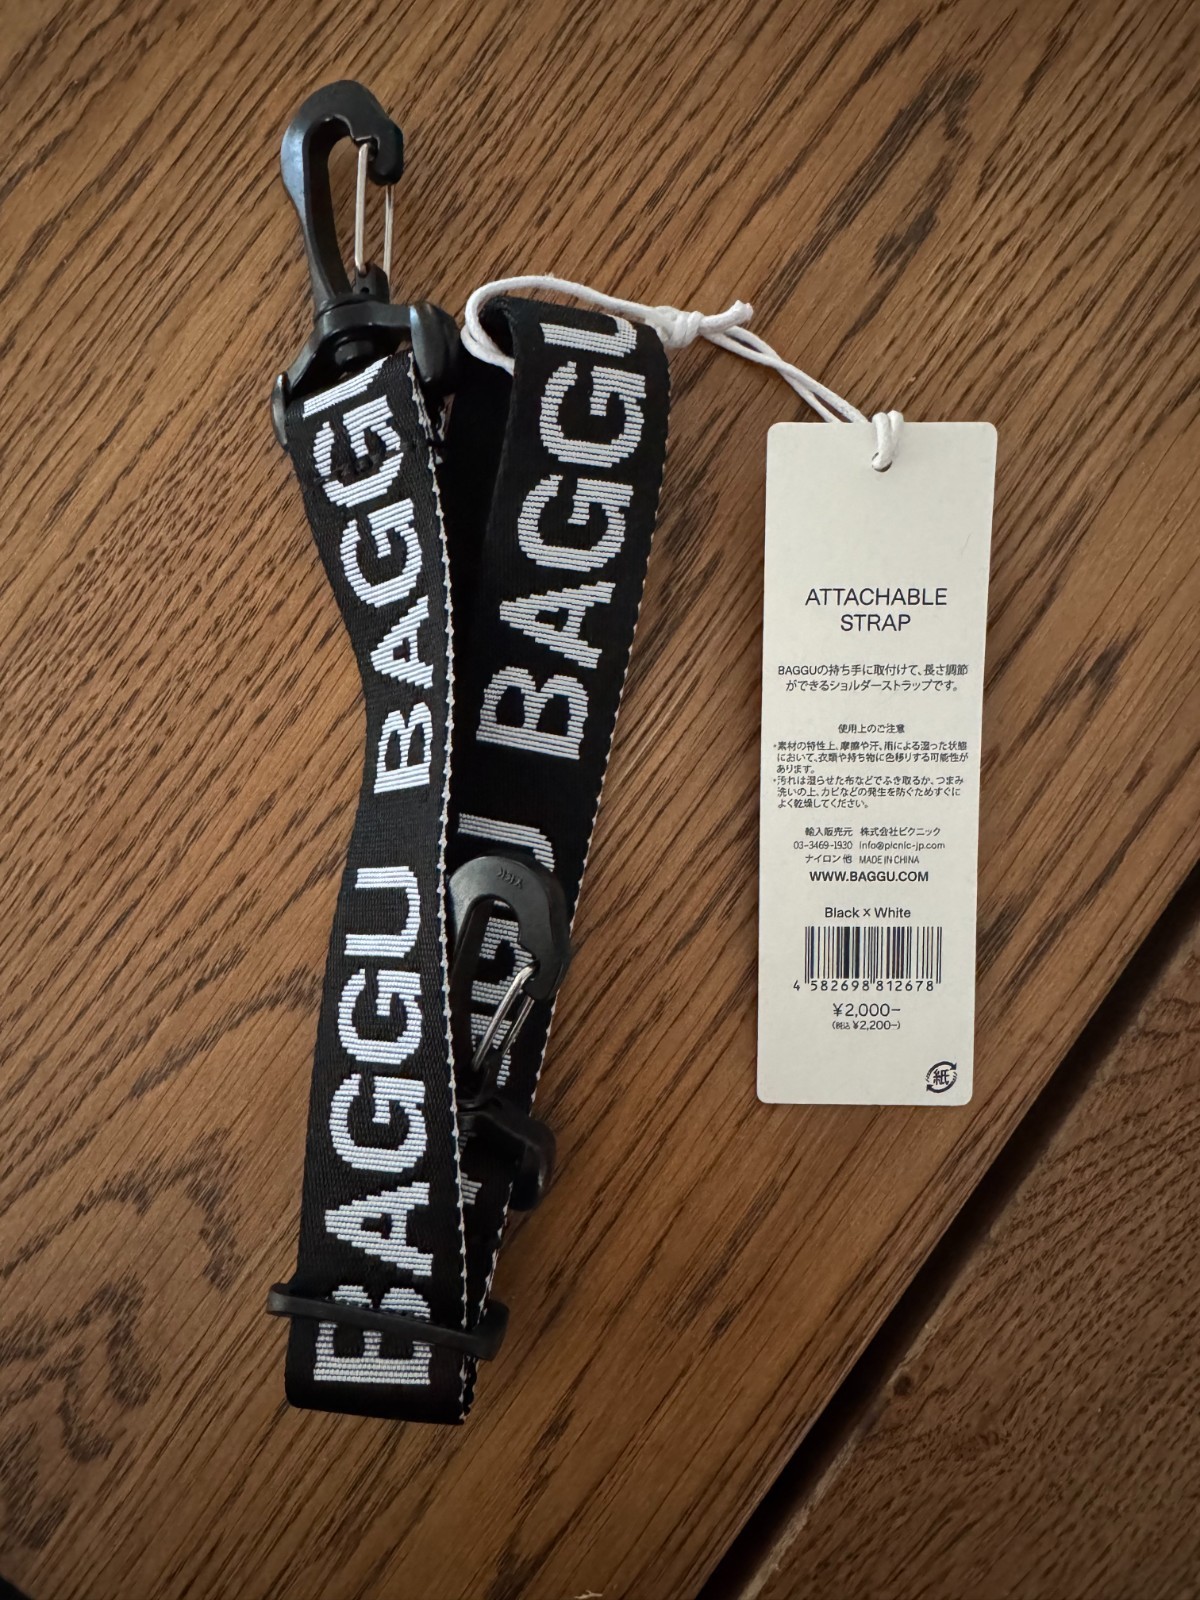 BAGGU BAGGU
BAGGU
BAGGU
YKK
ATTACHABLE
STRAP
BAGGUの持ち手に取付けて、長さ調節
ができるショルダーストラップです。
使用上のご注意
・素材の特性上、摩擦や汗、雨による湿った状態
において、衣類や持ち物に色移りする可能性が
あります。
・汚れは湿らせた布などでふき取るか、つまみ
洗いの上、カビなどの発生を防ぐためすぐに
よく乾燥してください。
輸入販売元 株式会社ピクニック
03-3469-1930 info@picnic-jp.com
ナイロン 他 MADE IN CHINA
WWW.BAGGU.COM
Black × White
4 582698 812678
¥2,000-
(税込 ¥2,200-)
紙